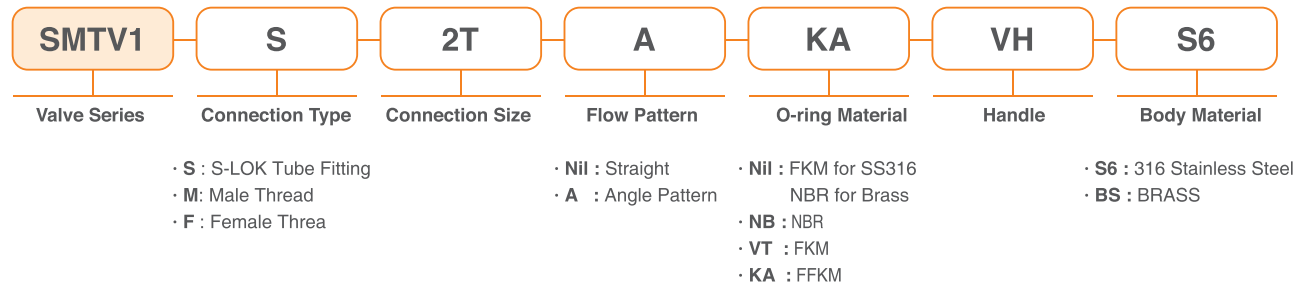 SMTV1 S 2T A KA VH S6
Valve Series Connection Type Connection Size Flow Pattern O-ring Material Handle Body Material
· S : S-LOK Tube Fitting · Nil : Straight · Nil : FKM for SS316 · S6 : 316 Stainless Steel
· M: Male Thread · A : Angle Pattern NBR for Brass · BS : BRASS
· F : Female Threa · NB : NBR
· VT : FKM
· KA : FFKM